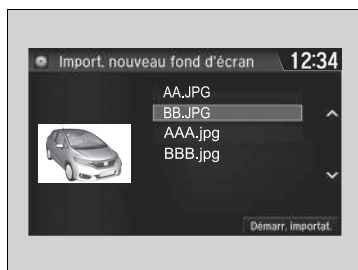 Import. nouveau fond d'écran
12:34
AA.JPG
BB.JPG
AAA.jpg
BBB.jpg
Démarr. importat.